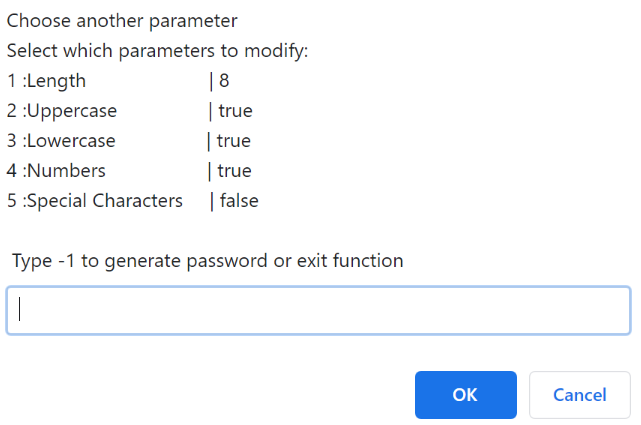 Choose another parameter
Select which parameters to modify:
1 :Length | 8
2 :Uppercase | true
3 :Lowercase | true
4 :Numbers | true
5 :Special Characters | false
Type -1 to generate password or exit function
OK Cancel